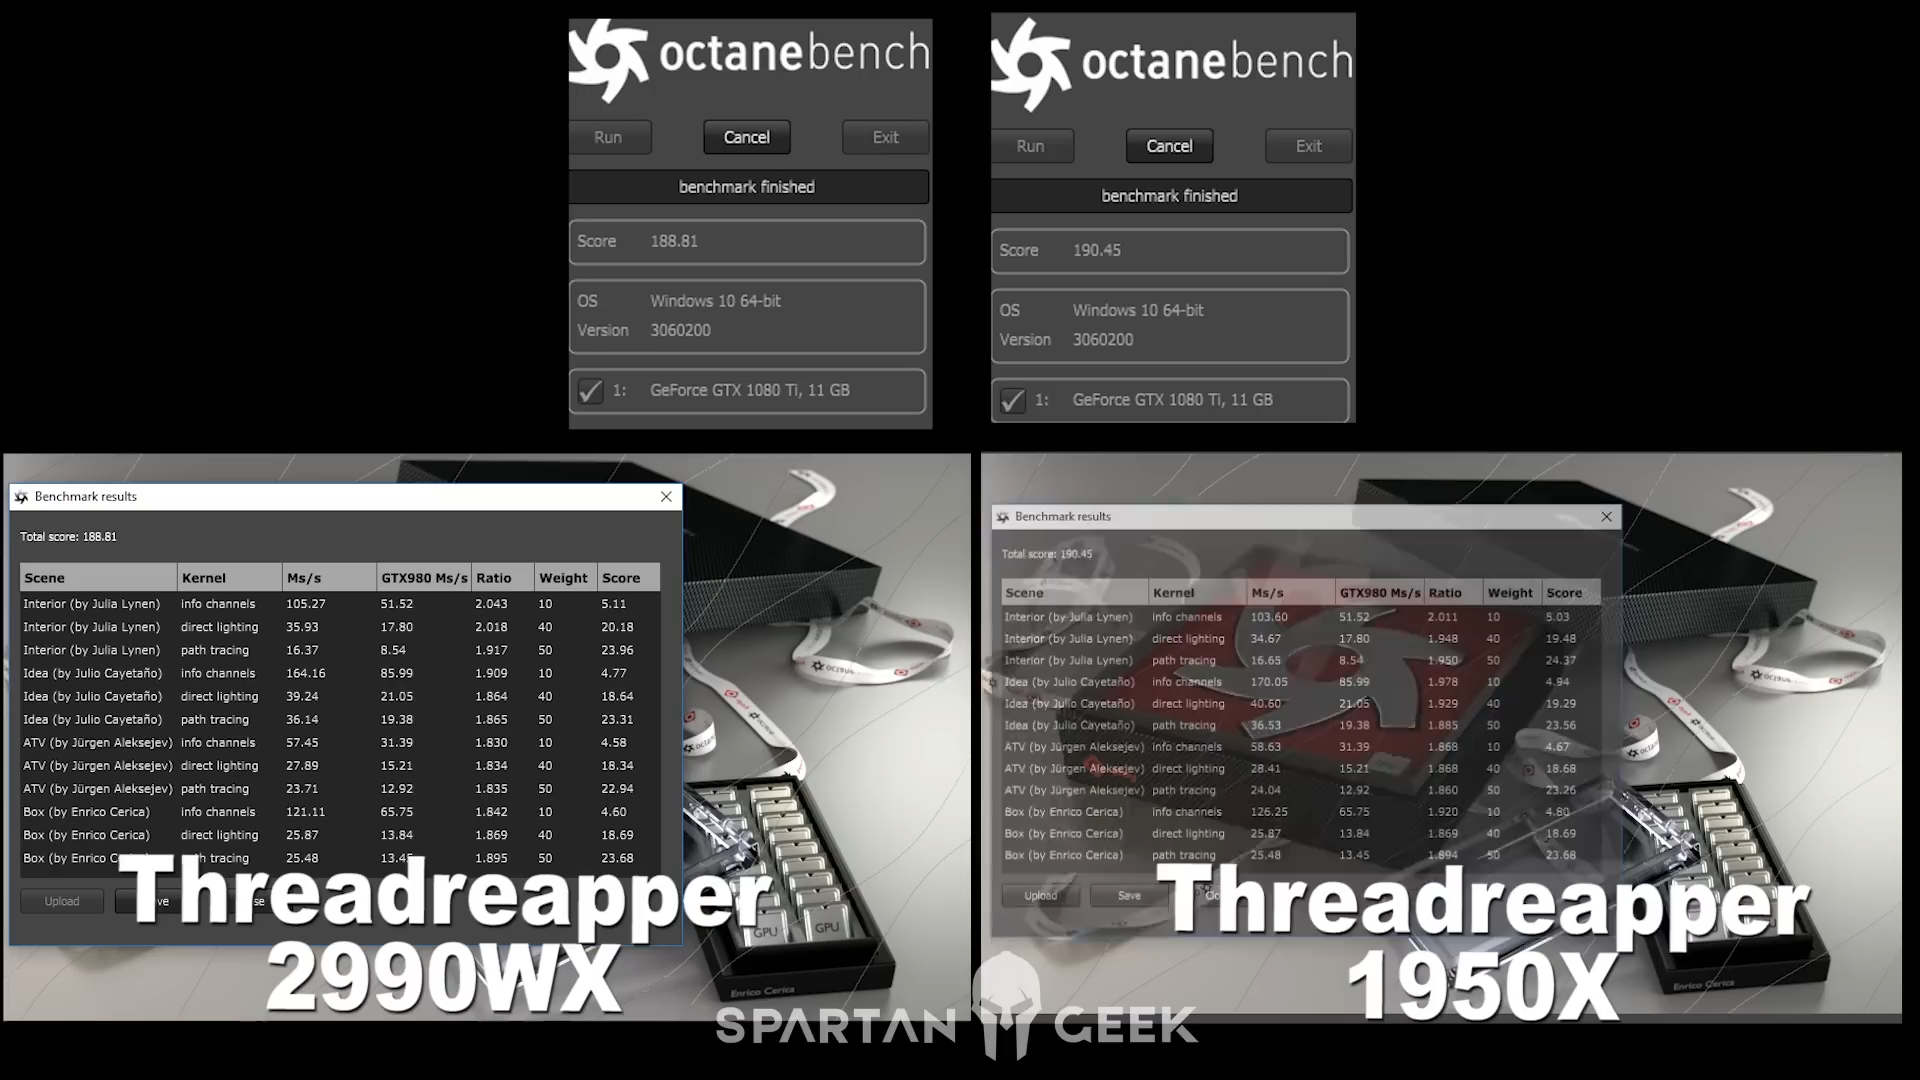 octanebench
Run Cancel Exit
benchmark finished
Score 188.81
OS Windows 10 64-bit
Version 3060200
1: GeForce GTX 1080 Ti, 11 GB
octanebench
Run Cancel Exit
benchmark finished
Score 190.45
OS Windows 10 64-bit
Version 3060200
1: GeForce GTX 1080 Ti, 11 GB
Benchmark results
Total score: 188.81
Scene Kernel Ms/s GTX980 Ms/s Ratio Weight Score
Interior (by Julia Lynen) info channels 105.27 51.52 2.043 10 5.11
Interior (by Julia Lynen) direct lighting 35.93 17.80 2.018 40 20.18
Interior (by Julia Lynen) path tracing 16.37 8.54 1.917 50 23.96
Idea (by Julio Cayetaño) info channels 164.16 85.99 1.909 10 4.77
Idea (by Julio Cayetaño) direct lighting 39.24 21.05 1.864 40 18.64
Idea (by Julio Cayetaño) path tracing 36.14 19.38 1.865 50 23.31
ATV (by Jürgen Aleksejev) info channels 57.45 31.39 1.830 10 4.58
ATV (by Jürgen Aleksejev) direct lighting 27.89 15.21 1.834 40 18.34
ATV (by Jürgen Aleksejev) path tracing 23.71 12.92 1.835 50 22.94
Box (by Enrico Cerica) info channels 121.11 65.75 1.842 10 4.60
Box (by Enrico Cerica) direct lighting 25.87 13.84 1.869 40 18.69
Box (by Enrico tracing 25.48 13.45 1.895 50 23.68
Upload
Threadreapper
2990WX
GPU GPU
Enrico Cerica
Benchmark results
Total score: 190.45
Scene Kernel Ms/s GTX980 Ms/s Ratio Weight Score
Interior (by Julia Lynen) info channels 103.60 51.52 2.011 10 5.03
Interior (by Julia Lynen) direct lighting 34.67 17.80 1.948 40 19.48
Interior (by Julia Lynen) path tracing 16.65 8.54 1.950 50 24.37
Idea (by Julio Cayetaño) info channels 170.05 85.99 1.978 10 4.94
Idea (by Julio Cayetaño) direct lighting 40.60 21.05 1.929 40 19.29
Idea (by Julio Cayetaño) path tracing 36.53 19.38 1.885 50 23.56
ATV (by Jürgen Aleksejev) info channels 58.63 31.39 1.868 10 4.67
ATV (by Jürgen Aleksejev) direct lighting 28.41 15.21 1.868 40 18.68
ATV (by Jürgen Aleksejev) path tracing 24.04 12.92 1.860 50 23.26
Box (by Enrico Cerica) info channels 126.25 65.75 1.920 10 4.80
Box (by Enrico Cerica) direct lighting 25.87 13.84 1.869 40 18.69
Box (by Enrico Cerica) path tracing 25.48 13.45 1.894 50 23.68
Upload Save
Threadreapper
1950X
Enrico Cerica
SPARTAN GEEK